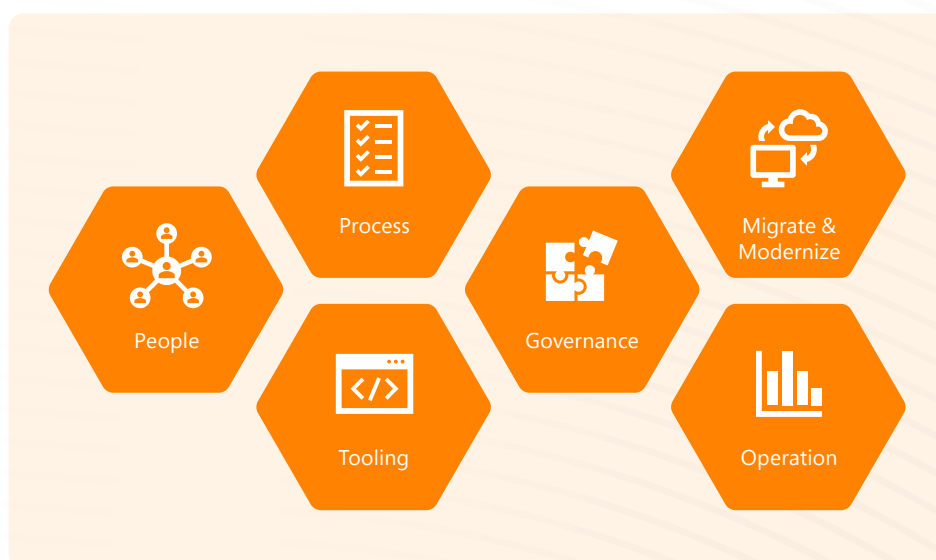 People
Process
Tooling
Governance
Migrate &
Modernize
Operation